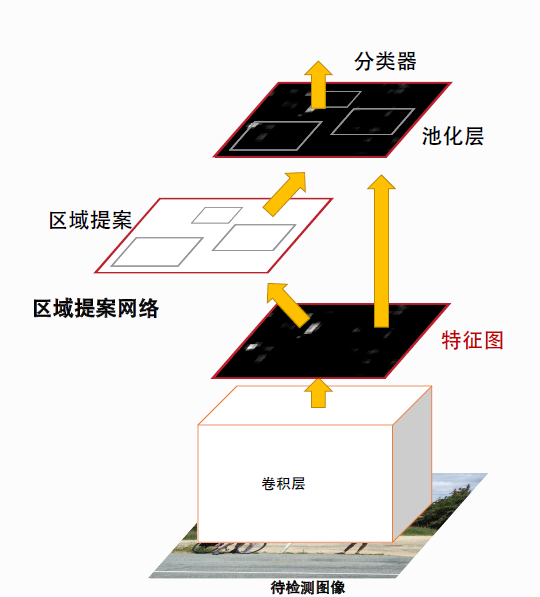 分类器
池化层
区域提案
区域提案网络
特征图
卷积层
待检测图像